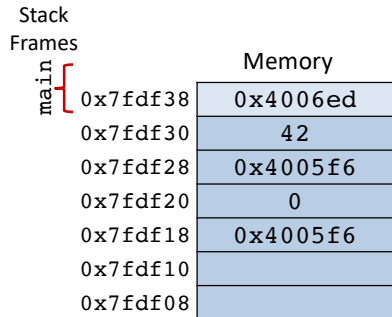 Stack
Frames
Memory
main
0x7fdf38 0x4006ed
0x7fdf30 42
0x7fdf28 0x4005f6
0x7fdf20 0
0x7fdf18 0x4005f6
0x7fdf10
0x7fdf08